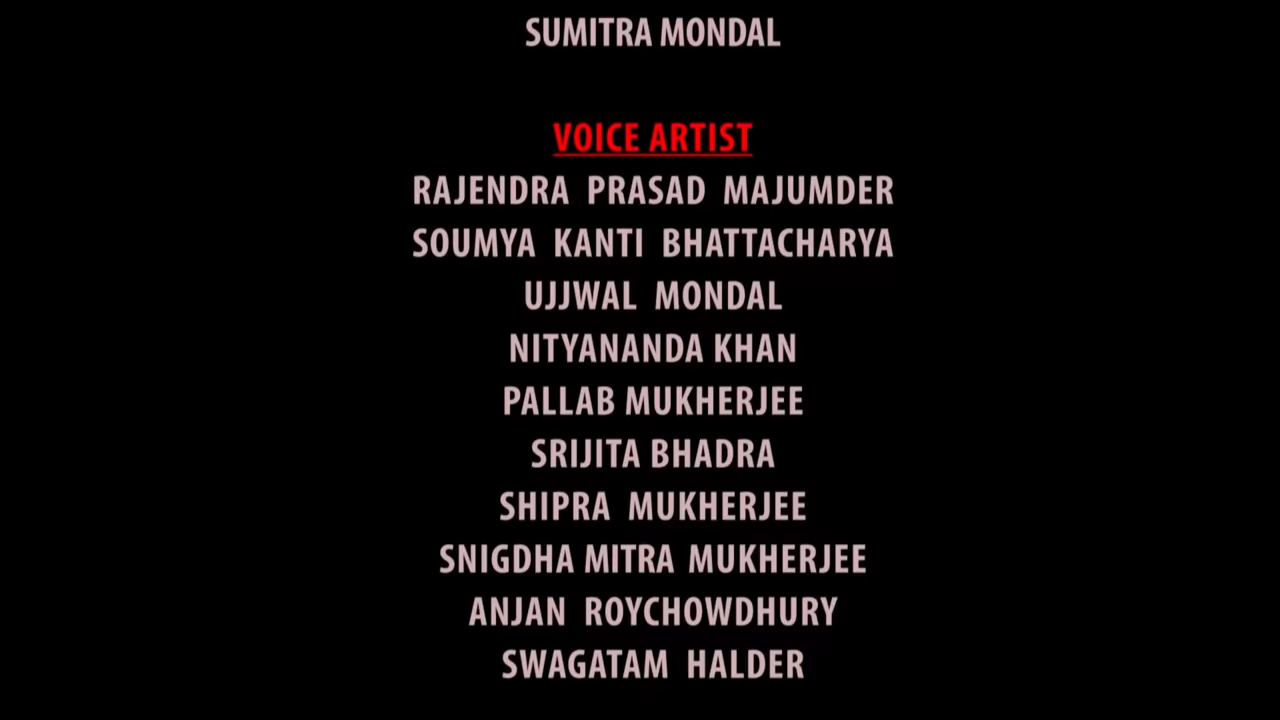 SUMITRA MONDAL
VOICE ARTIST
RAJENDRA PRASAD MAJUMDER
SOUMYA KANTI BHATTACHARYA
UJJWAL MONDAL
NITYANANDA KHAN
PALLAB MUKHERJEE
SRIJITA BHADRA
SHIPRA MUKHERJEE
SNIGDHA MITRA MUKHERJEE
ANJAN ROYCHOWDHURY
SWAGATAM HALDER